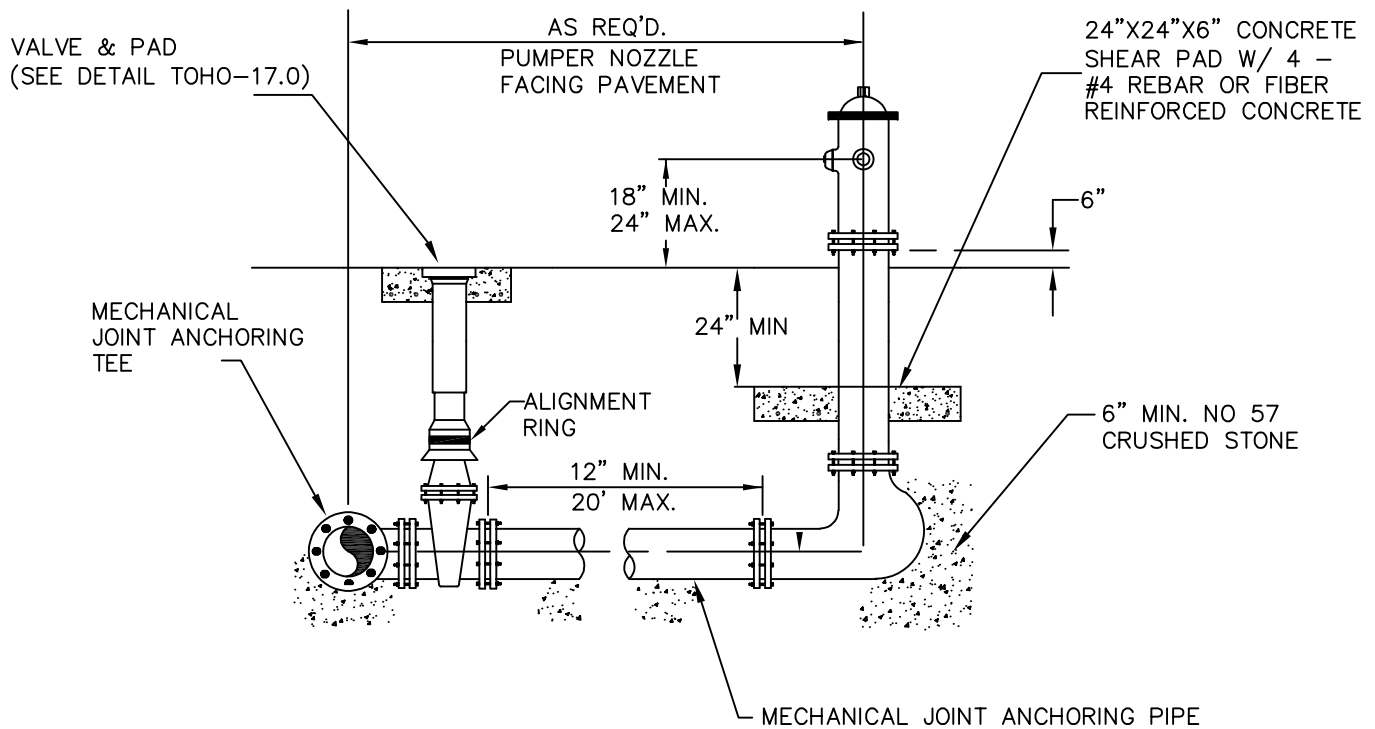 VALVE & PAD
(SEE DETAIL TOHO-17.0)
AS REQ'D.
PUMPER NOZZLE
FACING PAVEMENT
24"X24"X6" CONCRETE
SHEAR PAD W/ 4 -
#4 REBAR OR FIBER
REINFORCED CONCRETE
18" MIN.
24" MAX.
6"
MECHANICAL
JOINT ANCHORING
TEE
24" MIN
ALIGNMENT
RING
6" MIN. NO 57
CRUSHED STONE
12" MIN.
20' MAX.
MECHANICAL JOINT ANCHORING PIPE